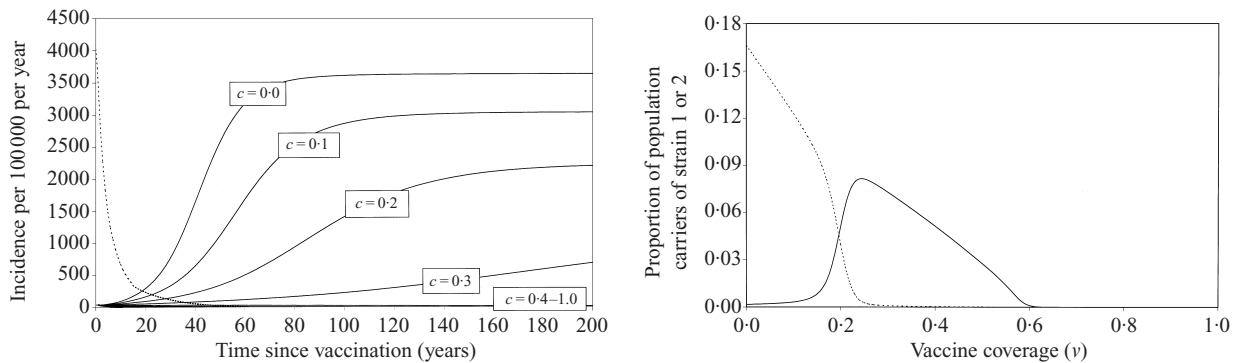 4500
4000
3500
3000
2500
2000
1500
1000
500
0
Incidence per 100 000 per year
c = 0·0
c = 0·1
c = 0·2
c = 0·3
c = 0·4–1.0
0 20 40 60 80 100 120 140 160 180 200
Time since vaccination (years)
0·18
0·15
0·12
0·09
0·06
0·03
0·00
Proportion of population
carriers of strain 1 or 2
0·0 0·2 0·4 0·6 0·8 1·0
Vaccine coverage (v)